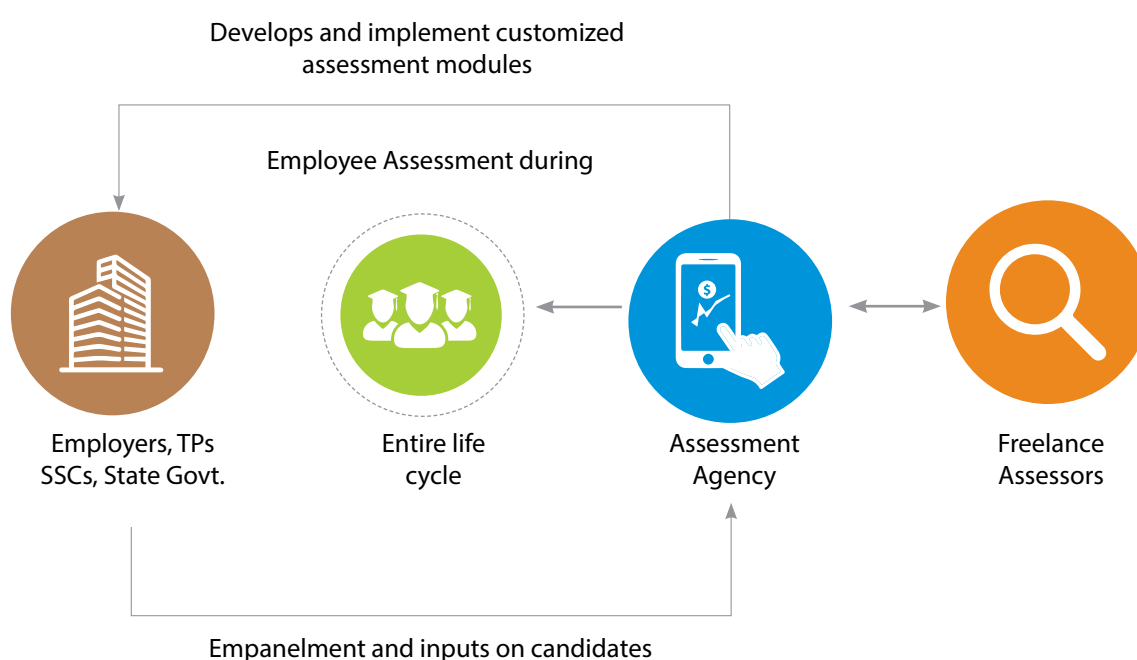 Develops and implement customized
assessment modules
Employee Assessment during
Employers, TPs
SSCs, State Govt.
Entire life
cycle
$
Assessment
Agency
Freelance
Assessors
Empanelment and inputs on candidates